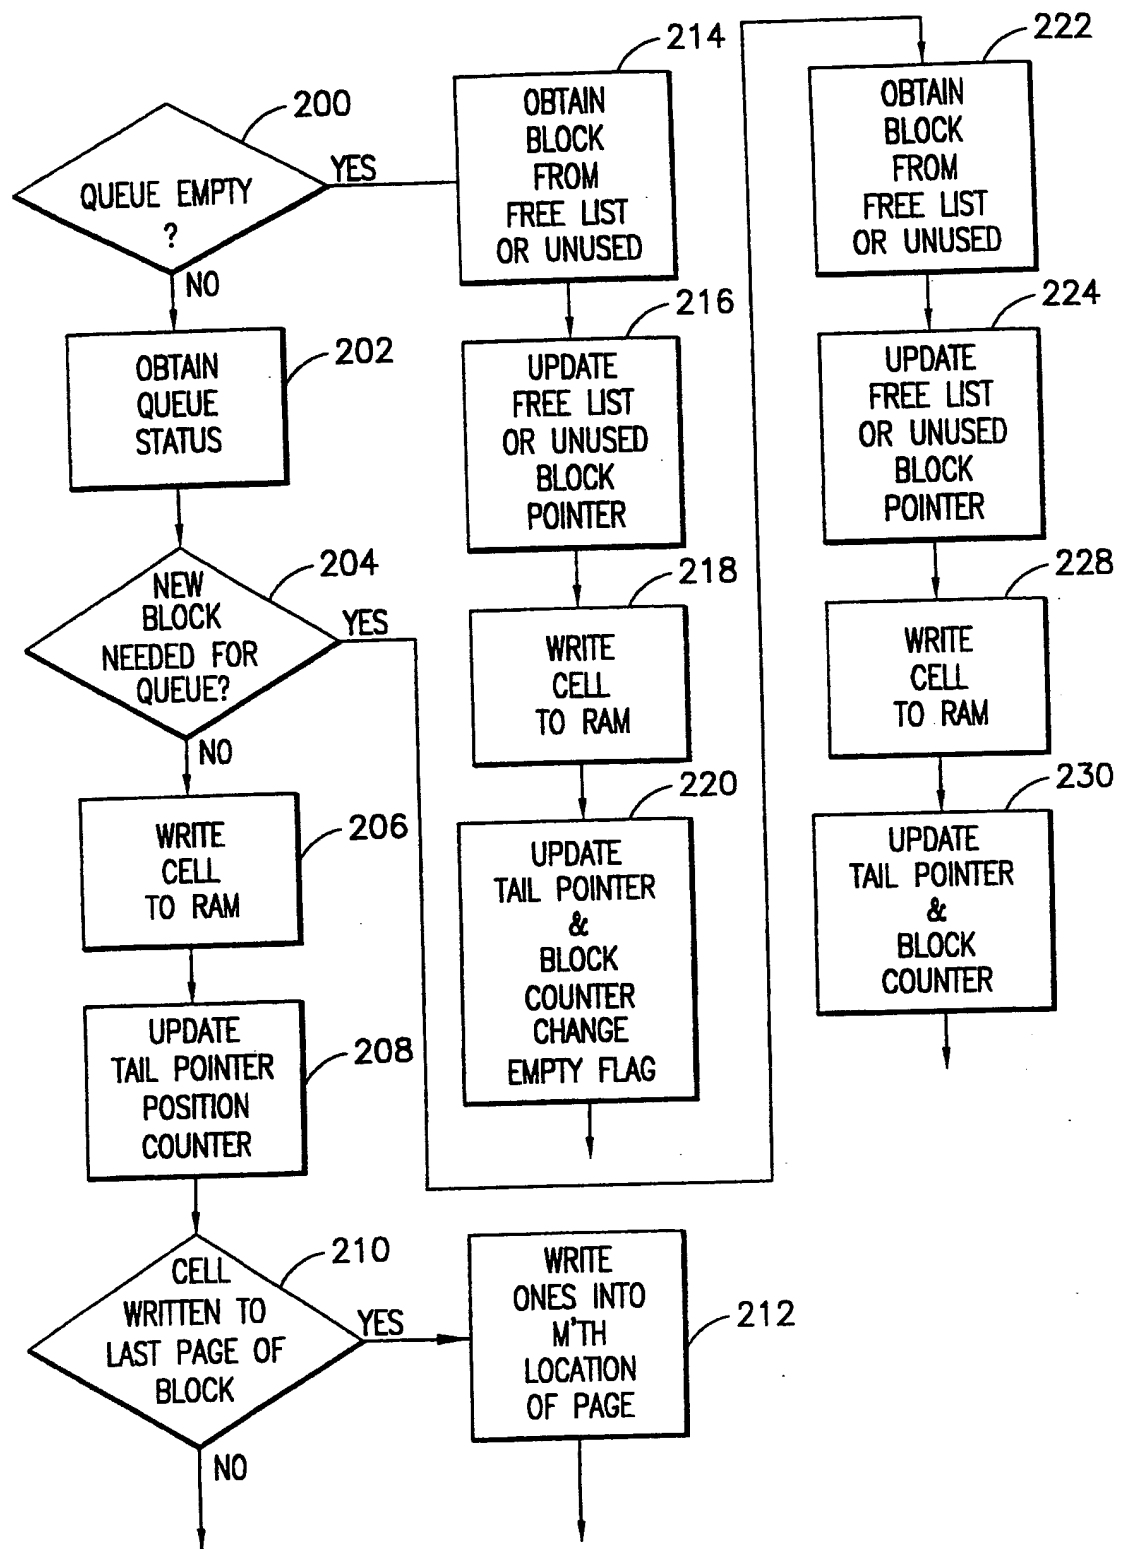 200
QUEUE EMPTY
?
YES
NO
202
OBTAIN
QUEUE
STATUS
204
NEW
BLOCK
NEEDED FOR
QUEUE?
YES
NO
206
WRITE
CELL
TO RAM
208
UPDATE
TAIL POINTER
POSITION
COUNTER
210
CELL
WRITTEN TO
LAST PAGE OF
BLOCK
YES
NO
212
WRITE
ONES INTO
M'TH
LOCATION
OF PAGE
214
OBTAIN
BLOCK
FROM
FREE LIST
OR UNUSED
216
UPDATE
FREE LIST
OR UNUSED
BLOCK
POINTER
218
WRITE
CELL
TO RAM
220
UPDATE
TAIL POINTER
&
BLOCK
COUNTER
CHANGE
EMPTY FLAG
222
OBTAIN
BLOCK
FROM
FREE LIST
OR UNUSED
224
UPDATE
FREE LIST
OR UNUSED
BLOCK
POINTER
228
WRITE
CELL
TO RAM
230
UPDATE
TAIL POINTER
&
BLOCK
COUNTER